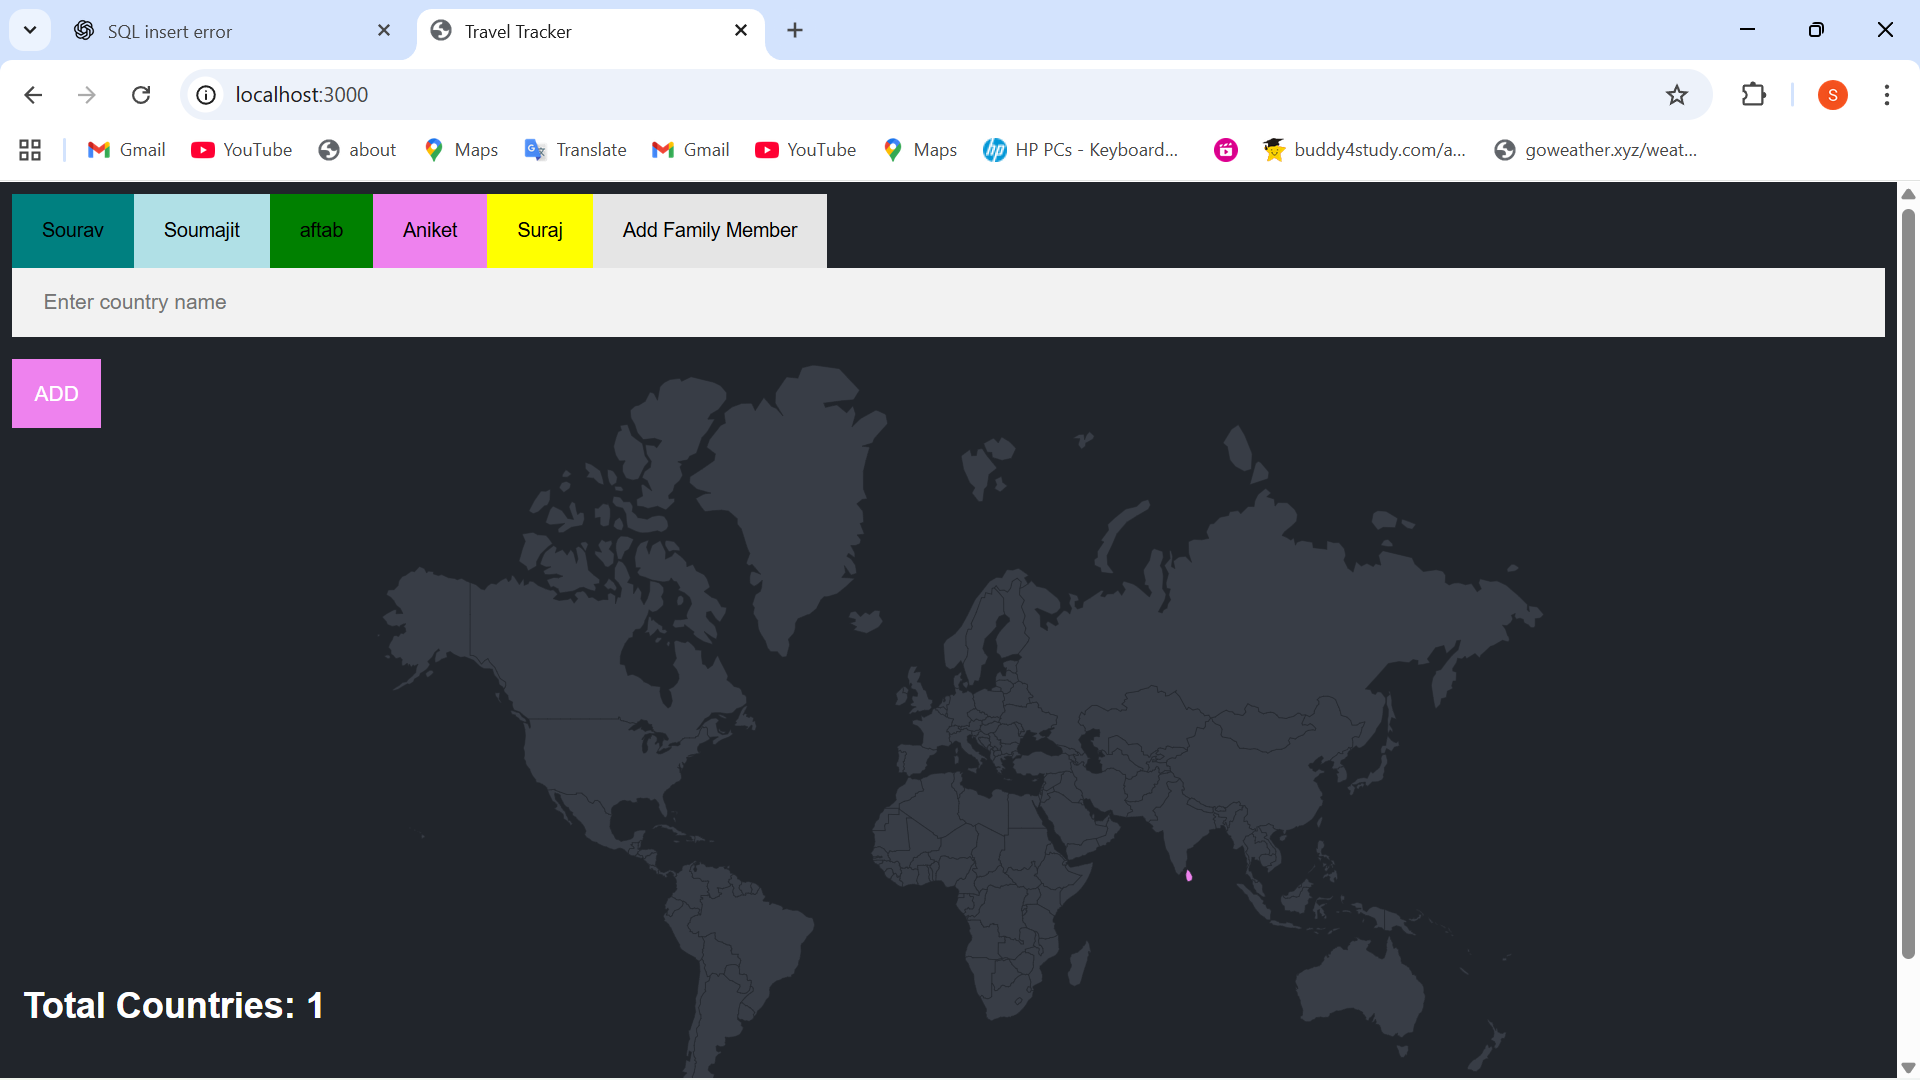 SQL insert error
Travel Tracker
localhost:3000
S
Gmail
YouTube
about
Maps
Translate
Gmail
YouTube
Maps
HP PCs - Keyboard...
buddy4study.com/a...
goweather.xyz/weat...
Sourav
Soumajit
aftab
Aniket
Suraj
Add Family Member
Enter country name
ADD
Total Countries: 1